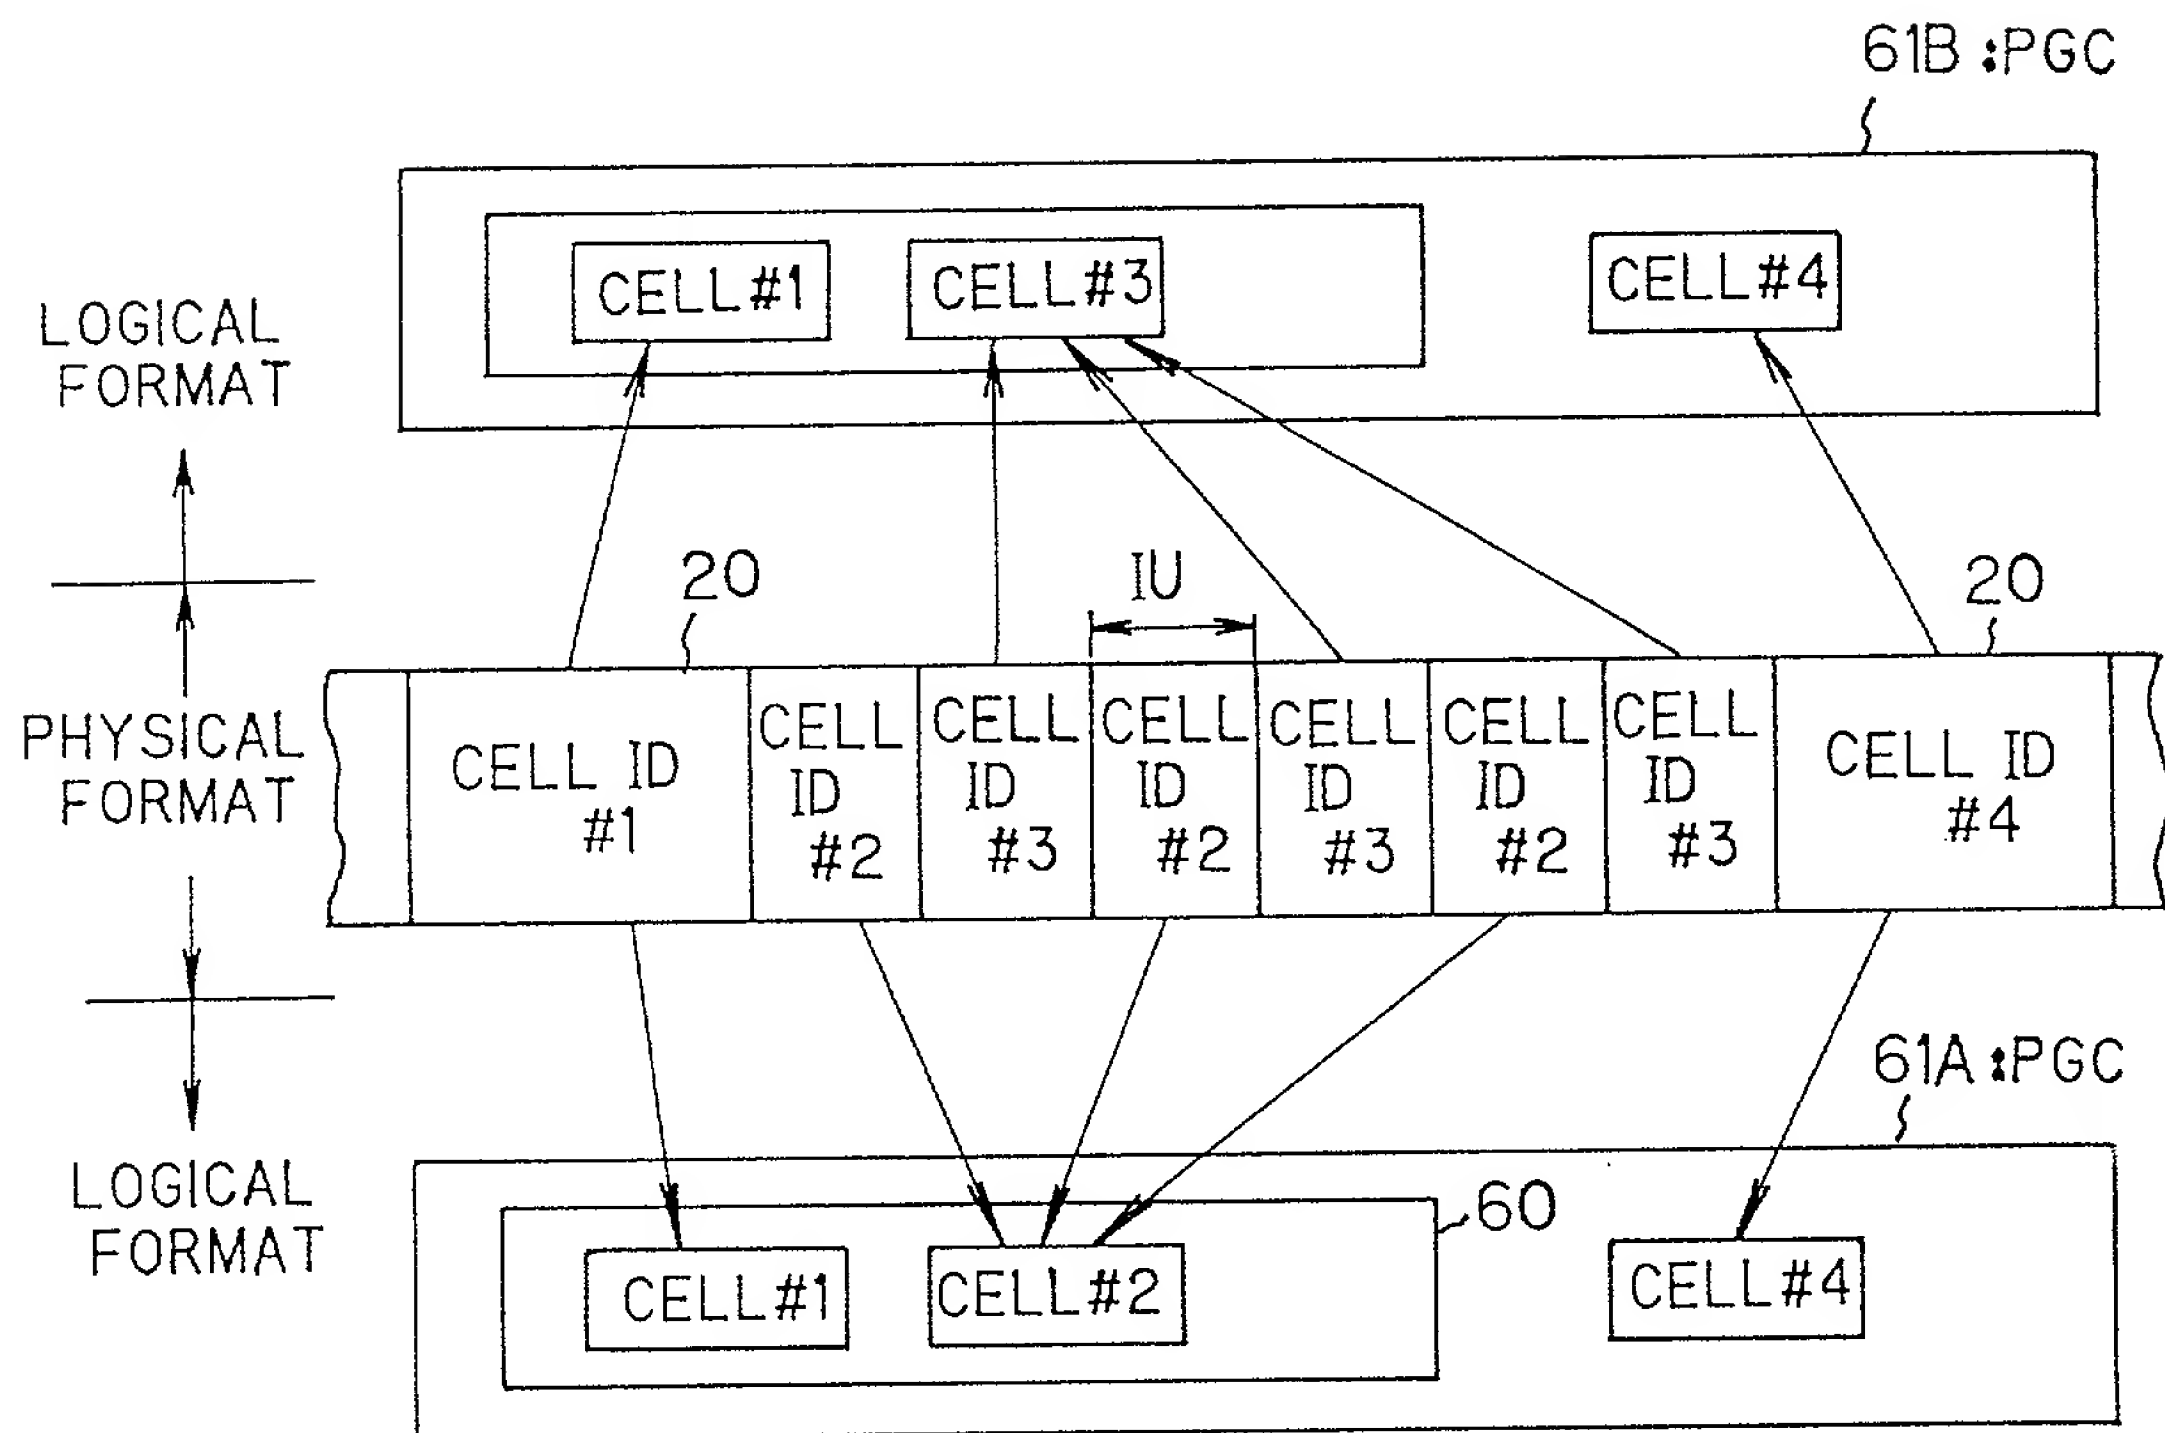 61B :PGC
CELL#1
CELL#3
CELL#4
LOGICAL
FORMAT
20
IU
20
PHYSICAL
FORMAT
CELL ID
#1
CELL
ID
#2
CELL
ID
#3
CELL
ID
#2
CELL
ID
#3
CELL
ID
#2
CELL
ID
#3
CELL ID
#4
61A :PGC
LOGICAL
FORMAT
60
CELL#1
CELL#2
CELL#4